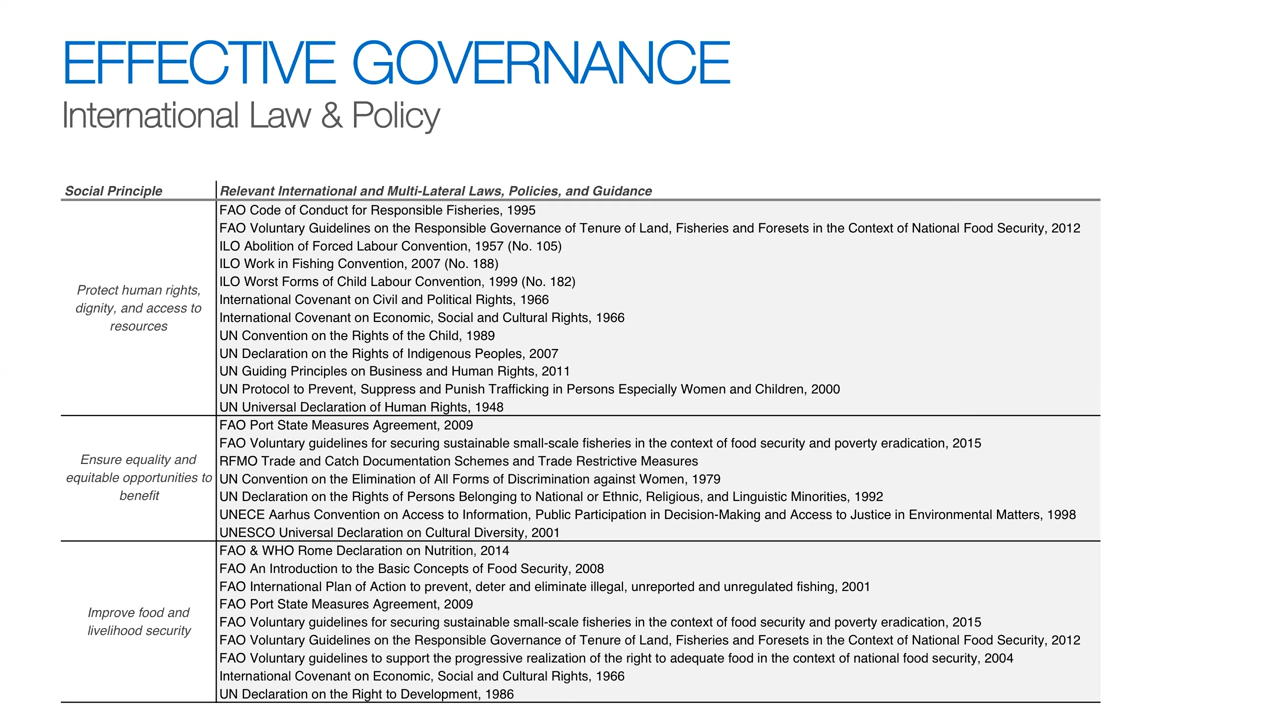 EFFECTIVE GOVERNANCE
International Law & Policy
Social Principle
Relevant International and Multi-Lateral Laws, Policies, and Guidance
Protect human rights,
dignity, and access to
resources
FAO Code of Conduct for Responsible Fisheries, 1995
FAO Voluntary Guidelines on the Responsible Governance of Tenure of Land, Fisheries and Foresets in the Context of National Food Security, 2012
ILO Abolition of Forced Labour Convention, 1957 (No. 105)
ILO Work in Fishing Convention, 2007 (No. 188)
ILO Worst Forms of Child Labour Convention, 1999 (No. 182)
International Covenant on Civil and Political Rights, 1966
International Covenant on Economic, Social and Cultural Rights, 1966
UN Convention on the Rights of the Child, 1989
UN Declaration on the Rights of Indigenous Peoples, 2007
UN Guiding Principles on Business and Human Rights, 2011
UN Protocol to Prevent, Suppress and Punish Trafficking in Persons Especially Women and Children, 2000
UN Universal Declaration of Human Rights, 1948
Ensure equality and
equitable opportunities to
benefit
FAO Port State Measures Agreement, 2009
FAO Voluntary guidelines for securing sustainable small-scale fisheries in the context of food security and poverty eradication, 2015
RFMO Trade and Catch Documentation Schemes and Trade Restrictive Measures
UN Convention on the Elimination of All Forms of Discrimination against Women, 1979
UN Declaration on the Rights of Persons Belonging to National or Ethnic, Religious, and Linguistic Minorities, 1992
UNECE Aarhus Convention on Access to Information, Public Participation in Decision-Making and Access to Justice in Environmental Matters, 1998
UNESCO Universal Declaration on Cultural Diversity, 2001
Improve food and
livelihood security
FAO & WHO Rome Declaration on Nutrition, 2014
FAO An Introduction to the Basic Concepts of Food Security, 2008
FAO International Plan of Action to prevent, deter and eliminate illegal, unreported and unregulated fishing, 2001
FAO Port State Measures Agreement, 2009
FAO Voluntary guidelines for securing sustainable small-scale fisheries in the context of food security and poverty eradication, 2015
FAO Voluntary Guidelines on the Responsible Governance of Tenure of Land, Fisheries and Foresets in the Context of National Food Security, 2012
FAO Voluntary guidelines to support the progressive realization of the right to adequate food in the context of national food security, 2004
International Covenant on Economic, Social and Cultural Rights, 1966
UN Declaration on the Right to Development, 1986